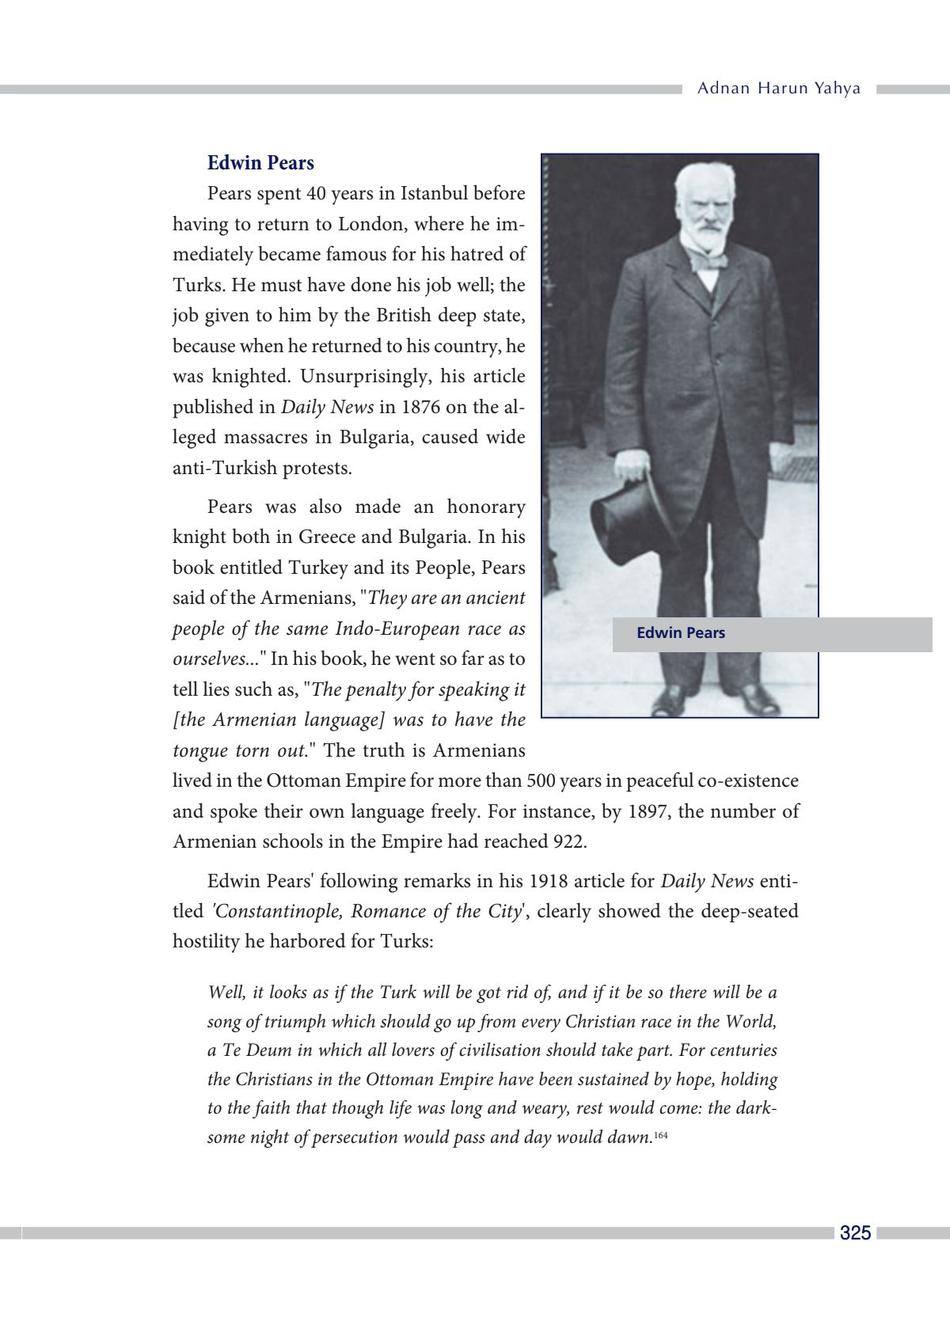 Adnan Harun Yahya
Edwin Pears
Pears spent 40 years in Istanbul before
having to return to London, where he im-
mediately became famous for his hatred of
Turks. He must have done his job well; the
job given to him by the British deep state,
because when he returned to his country, he
was knighted. Unsurprisingly, his article
published in Daily News in 1876 on the al-
leged massacres in Bulgaria, caused wide
anti-Turkish protests.
Pears was also made an honorary
knight both in Greece and Bulgaria. In his
book entitled Turkey and its People, Pears
said of the Armenians, "They are an ancient
people of the same Indo-European race as
ourselves..." In his book, he went so far as to
tell lies such as, "The penalty for speaking it
[the Armenian language] was to have the
tongue torn out." The truth is Armenians
lived in the Ottoman Empire for more than 500 years in peaceful co-existence
and spoke their own language freely. For instance, by 1897, the number of
Armenian schools in the Empire had reached 922.
Edwin Pears' following remarks in his 1918 article for Daily News enti-
tled 'Constantinople, Romance of the City', clearly showed the deep-seated
hostility he harbored for Turks:
Well, it looks as if the Turk will be got rid of, and if it be so there will be a
song of triumph which should go up from every Christian race in the World,
a Te Deum in which all lovers of civilisation should take part. For centuries
the Christians in the Ottoman Empire have been sustained by hope, holding
to the faith that though life was long and weary, rest would come: the dark-
some night of persecution would pass and day would dawn.164
Edwin Pears
325